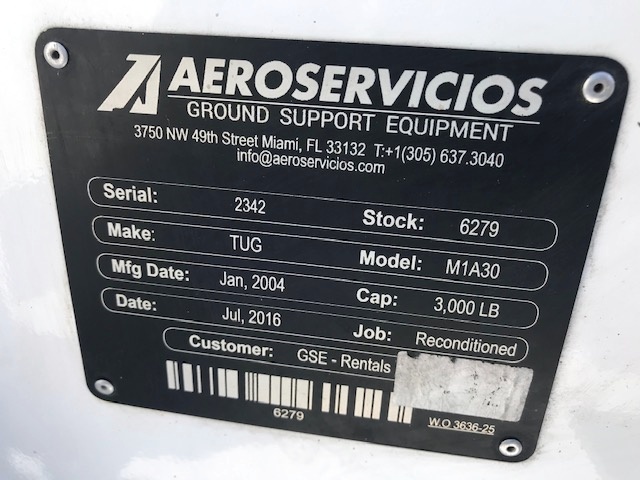 AEROSERVICIOS
GROUND SUPPORT EQUIPMENT
3750 NW 49th Street Miami, FL 33132 T:+1(305) 637.3040
info@aeroservicios.com
Serial: 2342 Stock: 6279
Make: TUG Model: M1A30
Mfg Date: Jan, 2004 Cap: 3,000 LB
Date: Jul, 2016 Job: Reconditioned
Customer: GSE - Rentals
6279 W.O 3636-25